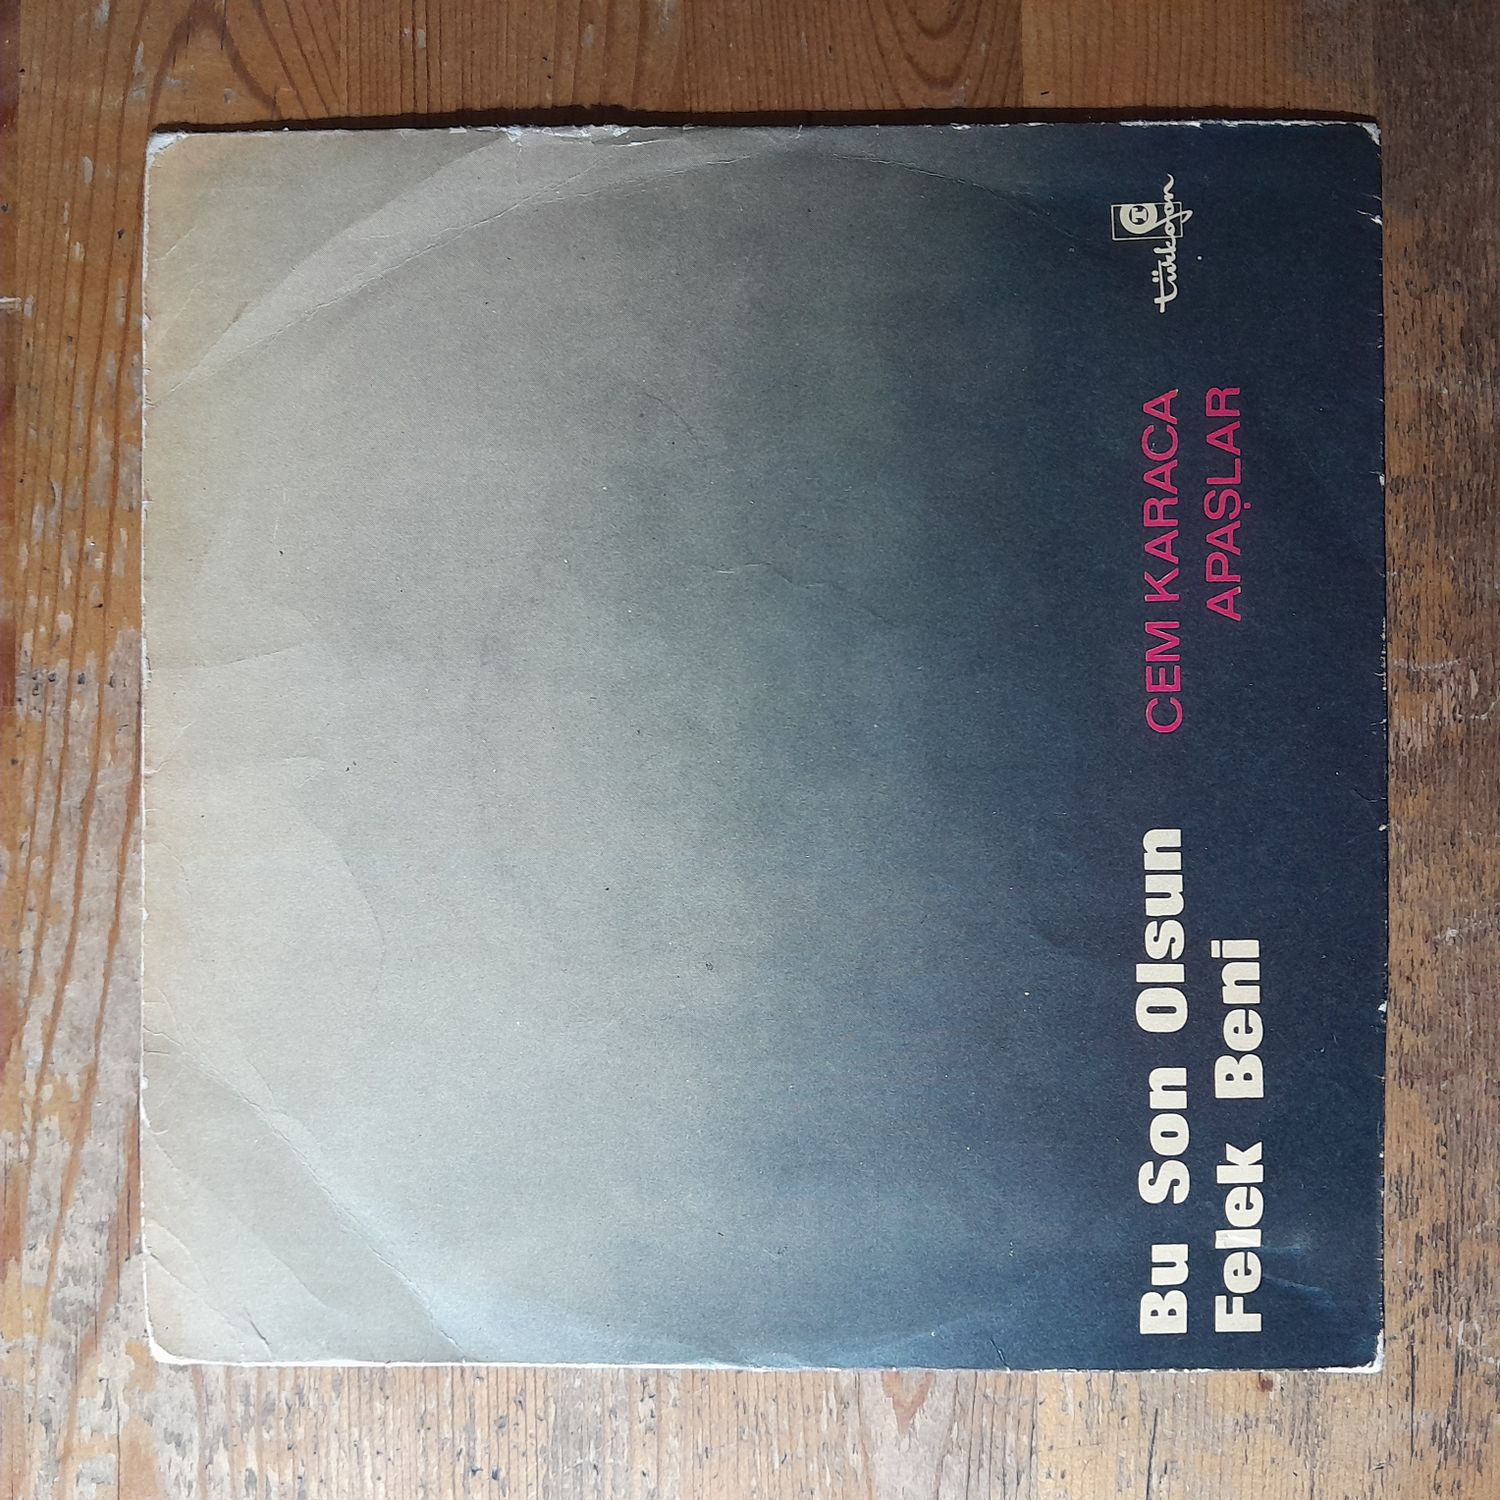 türkofon
T
CEM KARACA
APAŞLAR
Bu Son Olsun
Felek Beni